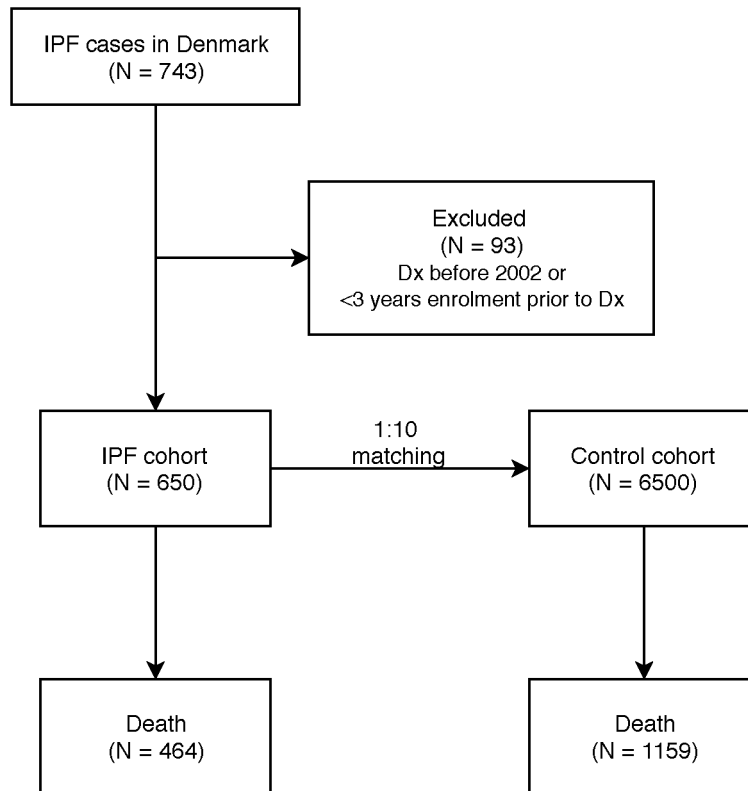 IPF cases in Denmark
(N = 743)
Excluded
(N = 93)
Dx before 2002 or
<3 years enrolment prior to Dx
IPF cohort
(N = 650)
1:10
matching
Control cohort
(N = 6500)
Death
(N = 464)
Death
(N = 1159)